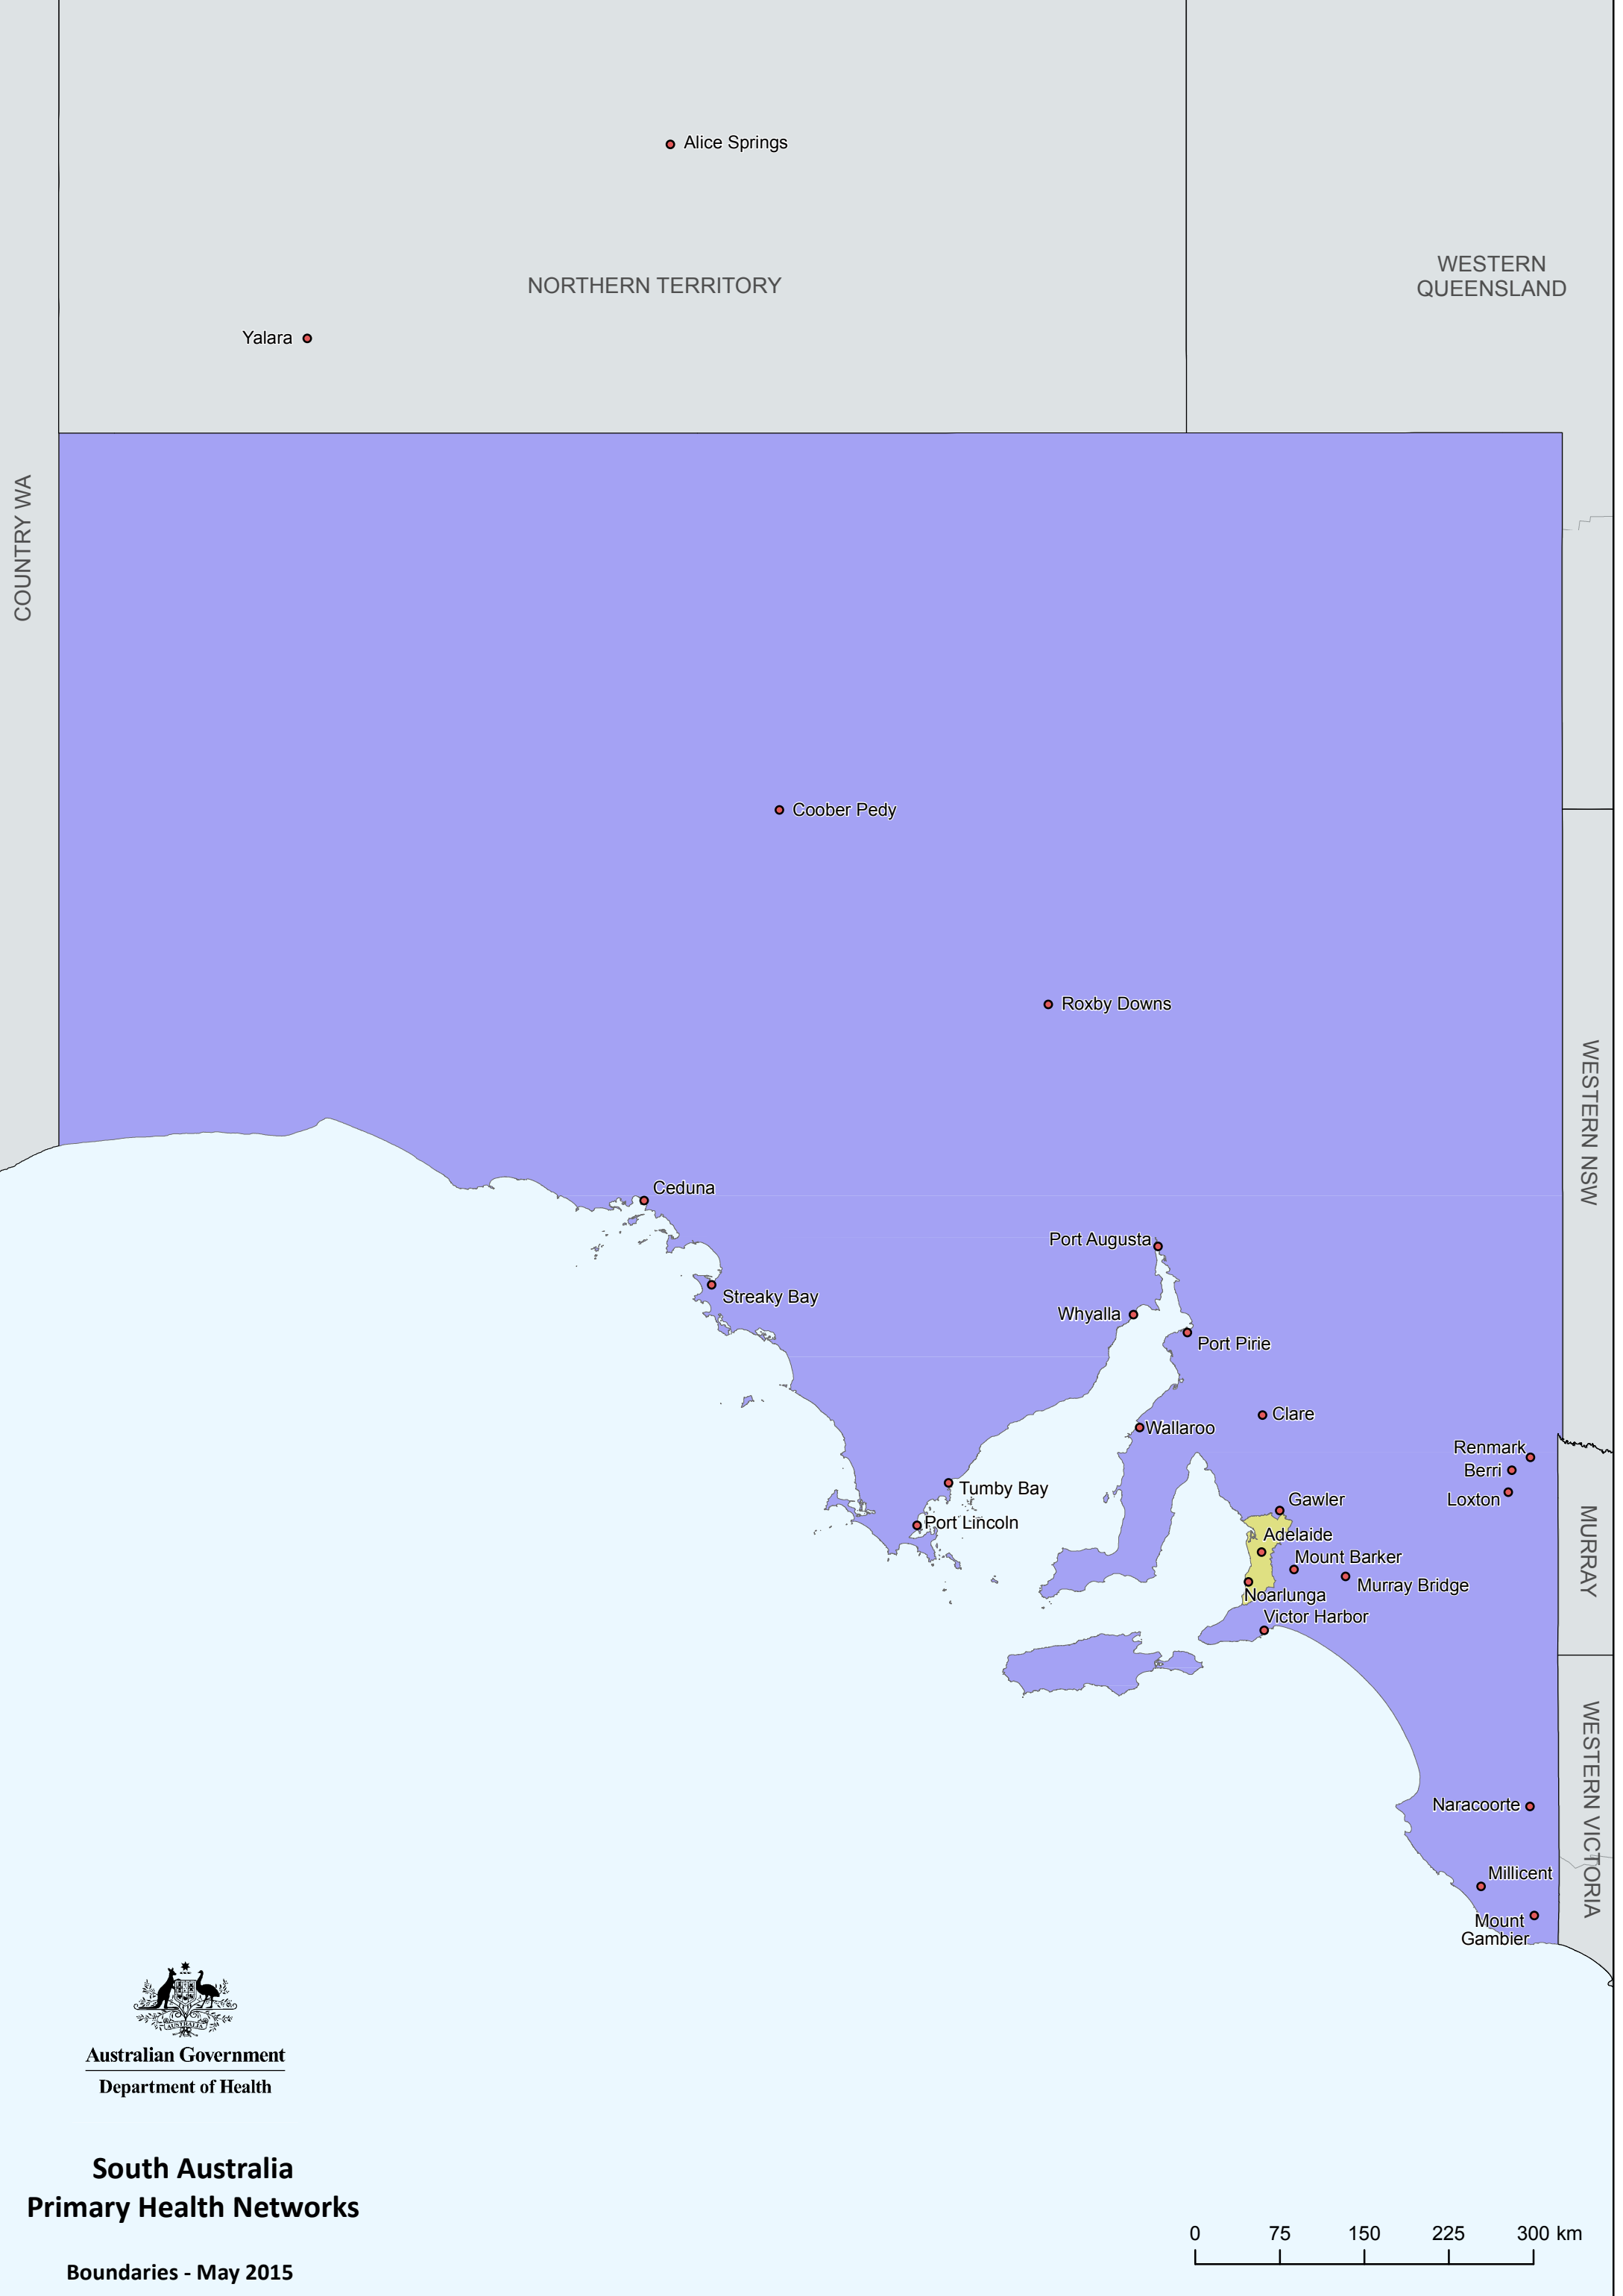 Alice Springs
NORTHERN TERRITORY
WESTERN
QUEENSLAND
Yalara
COUNTRY WA
Coober Pedy
Roxby Downs
WESTERN NSW
Ceduna
Port Augusta
Streaky Bay
Whyalla
Port Pirie
Clare
Wallaroo
Renmark
Berri
Tumby Bay
Loxton
Gawler
Port Lincoln
Adelaide
MURRAY
Mount Barker
Murray Bridge
Noarlunga
Victor Harbor
WESTERN VICTORIA
Naracoorte
Millicent
Mount
Gambier
AUSTRALIA
Australian Government
Department of Health
South Australia
Primary Health Networks
0 75 150 225 300 km
Boundaries - May 2015